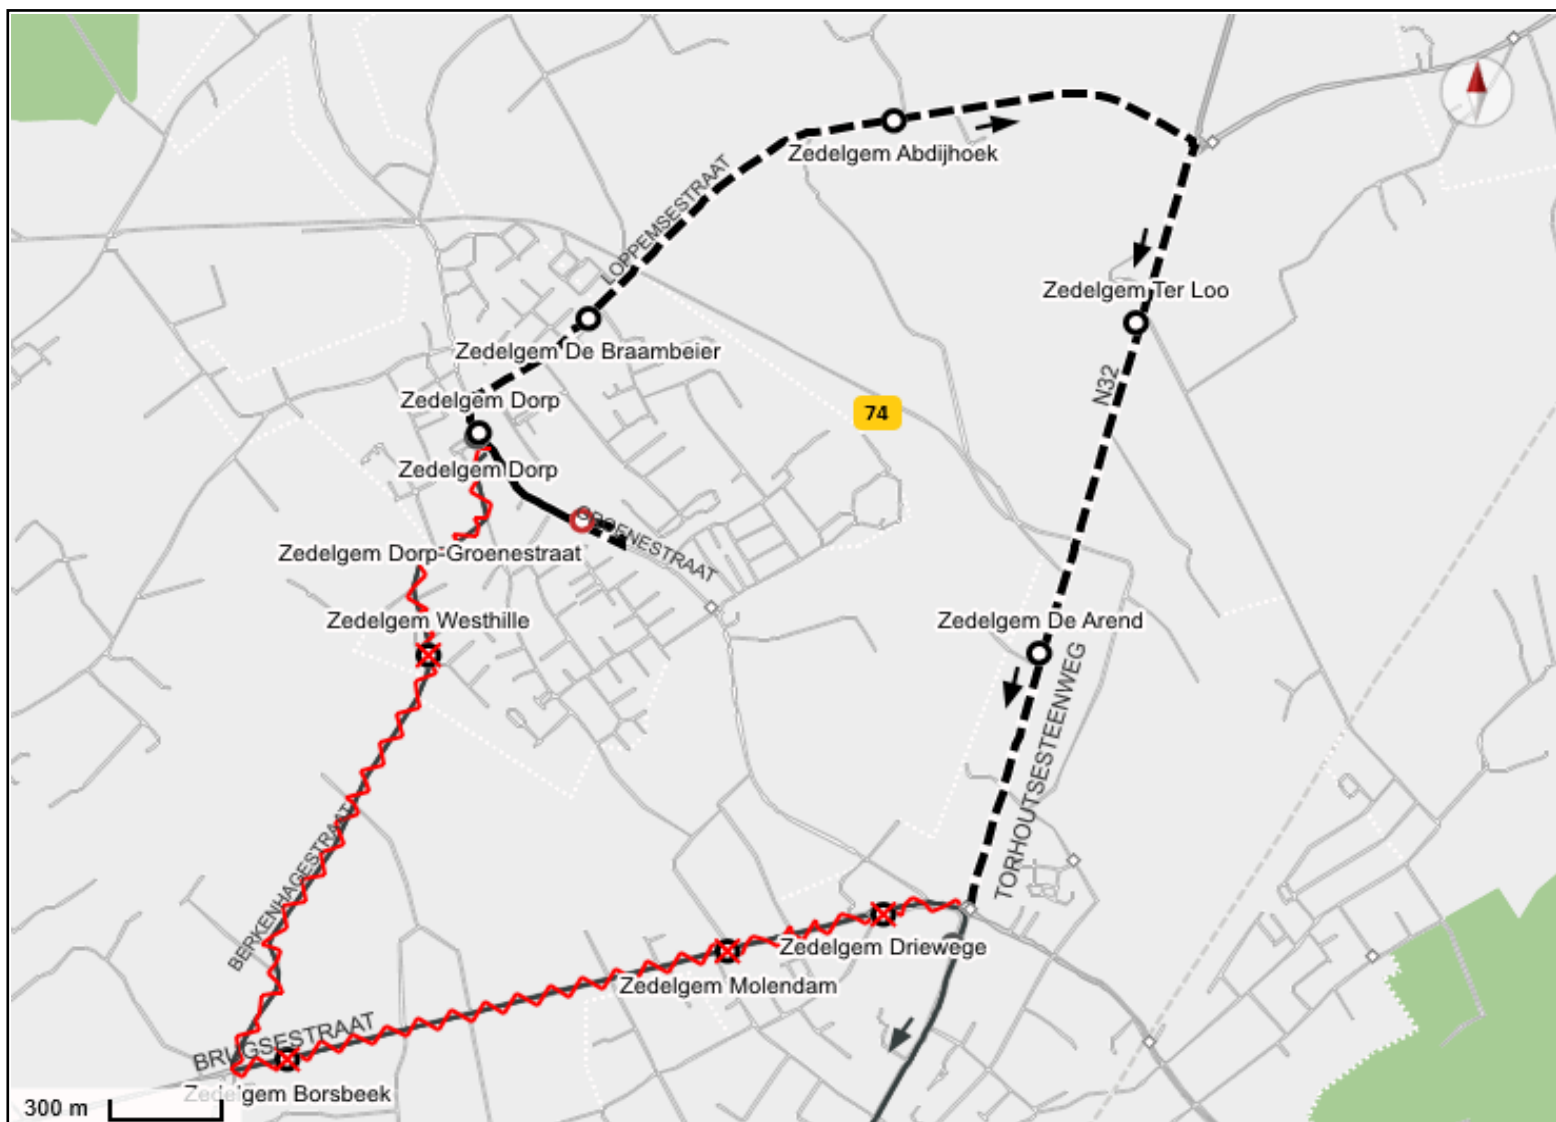 Zedelgem Abdijhoek
LOPPEMSESTRAAT
Zedelgem Ter Loo
Zedelgem De Braambeier
N32
Zedelgem Dorp
74
Zedelgem Dorp
GROENESTRAAT
Zedelgem Dorp-Groenestraat
Zedelgem Westhille
Zedelgem De Arend
TORHOUTSESTEENWEG
BERKENHAGESTRAAT
Zedelgem Driewege
Zedelgem Molendam
BRUGSESTRAAT
Zedelgem Borsbeek
300 m